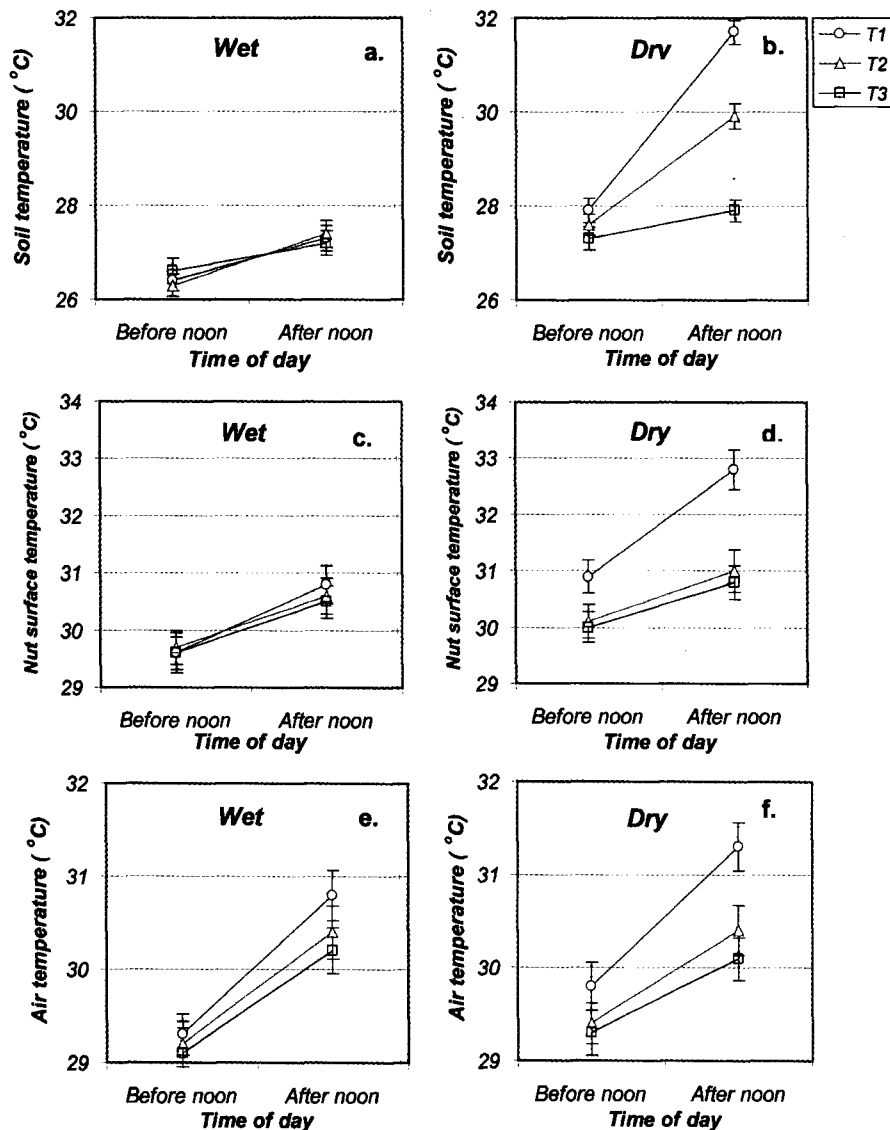 Wet
a.
Soil temperature ( °C)
32
30
28
26
Before noon After noon
Time of day
Drv
b.
Soil temperature ( °C)
32
30
28
26
Before noon After noon
Time of day
T1
T2
T3
Wet
c.
Nut surface temperature ( °C)
34
33
32
31
30
29
Before noon After noon
Time of day
Dry
d.
Nut surface temperature ( °C)
34
33
32
31
30
29
Before noon After noon
Time of day
Wet
e.
Air temperature ( °C)
32
31
30
29
Before noon After noon
Time of day
Dry
f.
Air temperature ( °C)
32
31
30
29
Before noon After noon
Time of day